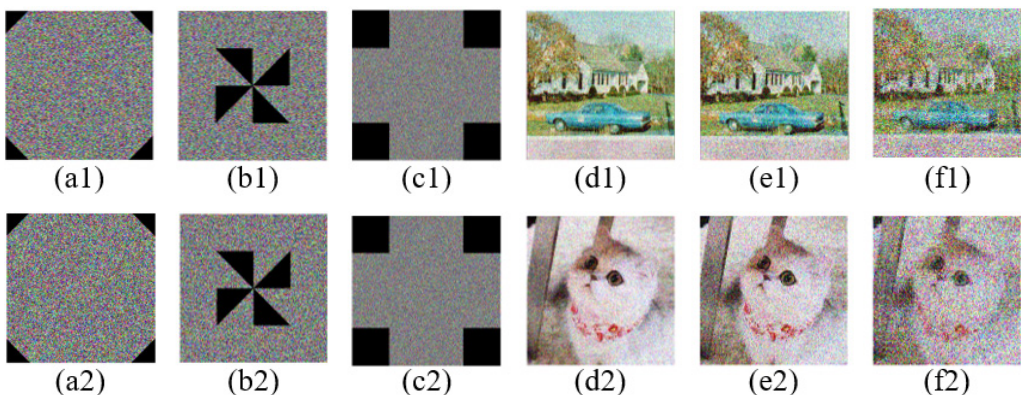 (a1) (b1) (c1) (d1) (e1) (f1)
(a2) (b2) (c2) (d2) (e2) (f2)